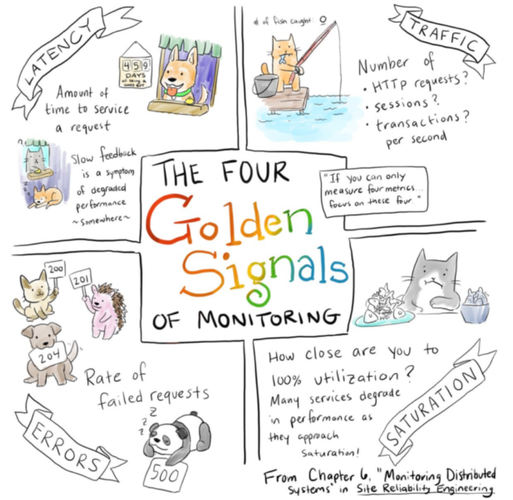 LATENCY
459
DAYS
Amount of
time to service
a request
Slow feedback
is a symptom
of degraded
performance
~somewhere~
# of fish caught: 0
TRAFFIC
Number of
• HTTP requests?
• sessions?
• transactions?
per second
THE FOUR
Golden
Signals
OF MONITORING
"If you can only
measure four metrics...
focus on these four."
200
201
204
Rate of
failed requests
z
z
z
500
ERRORS
How close are you to
100% utilization?
Many services degrade
in performance as
they approach
saturation!
SATURATION
From Chapter 6, "Monitoring Distributed
Systems" in Site Reliability Engineering